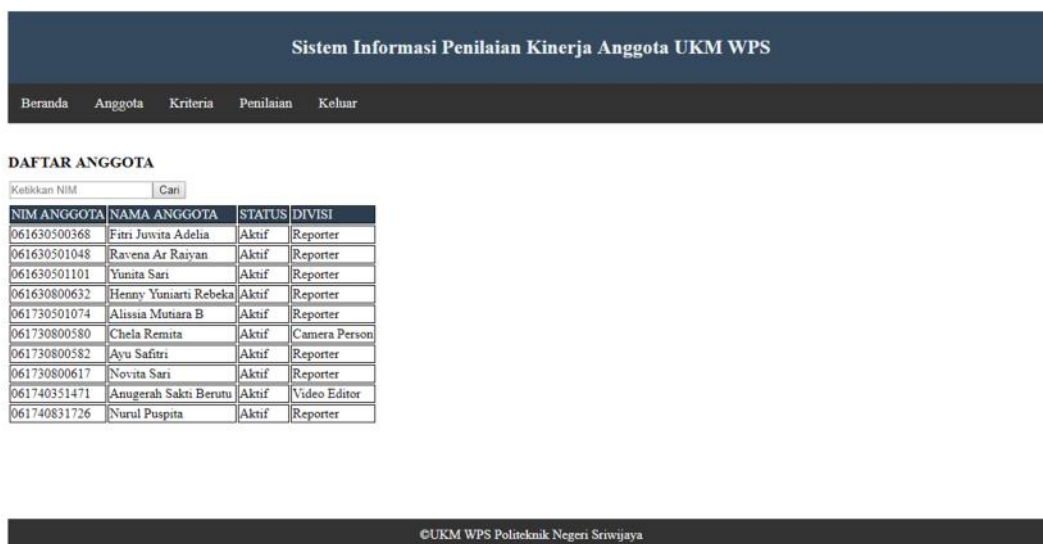 Sistem Informasi Penilaian Kinerja Anggota UKM WPS
Beranda Anggota Kriteria Penilaian Keluar
DAFTAR ANGGOTA
Ketikkan NIM Cari
NIM ANGGOTA NAMA ANGGOTA STATUS DIVISI
061630500368 Fitri Juwita Adelia Aktif Reporter
061630501048 Ravena Ar Raiyan Aktif Reporter
061630501101 Yunita Sari Aktif Reporter
061630800632 Henny Yuniarti Rebeka Aktif Reporter
061730501074 Alissia Mutiara B Aktif Reporter
061730800580 Chela Remita Aktif Camera Person
061730800582 Ayu Safitri Aktif Reporter
061730800617 Novita Sari Aktif Reporter
061740351471 Anugerah Sakti Berutu Aktif Video Editor
061740831726 Nurul Puspita Aktif Reporter
©UKM WPS Politeknik Negeri Sriwijaya